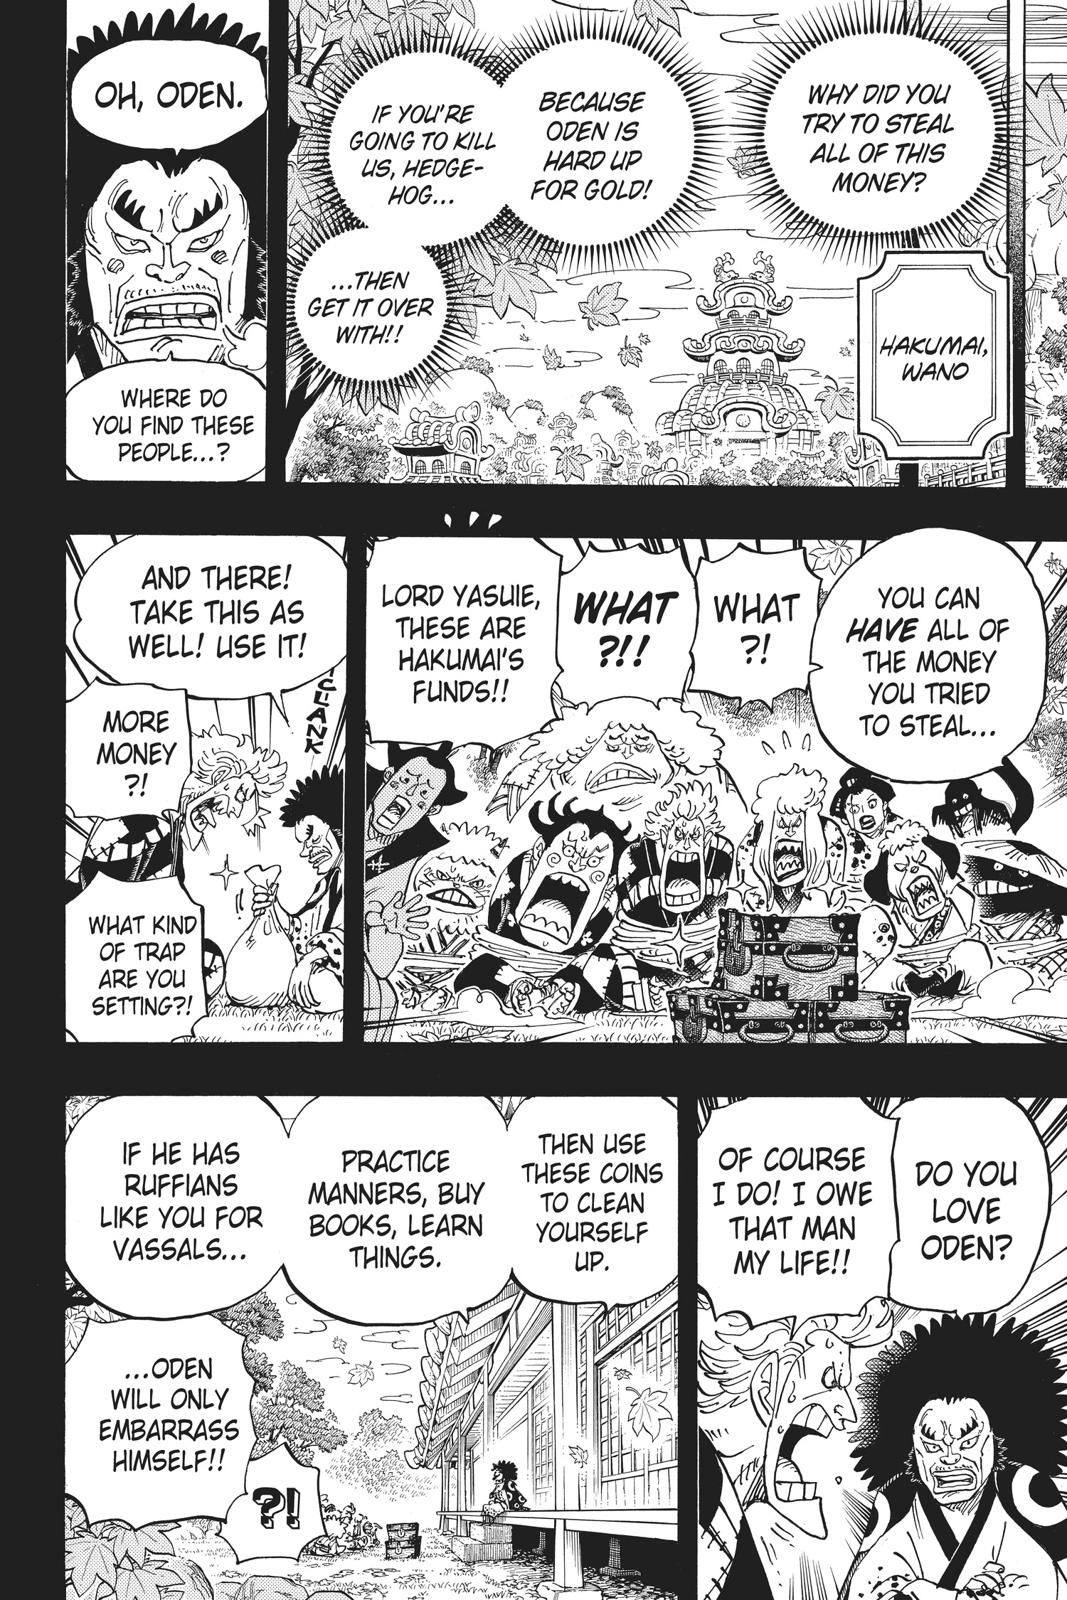 WHY DID YOU
TRY TO STEAL
ALL OF THIS
MONEY?
BECAUSE
ODEN IS
HARD UP
FOR GOLD!
IF YOU'RE
GOING TO KILL
US, HEDGE-
HOG...
...THEN
GET IT OVER
WITH!!
HAKUMAI,
WANO
OH, ODEN.
WHERE DO
YOU FIND THESE
PEOPLE...?
YOU CAN
HAVE ALL OF
THE MONEY
YOU TRIED
TO STEAL...
WHAT
?!
WHAT
?!!
LORD YASUIE,
THESE ARE
HAKUMAI'S
FUNDS!!
AND THERE!
TAKE THIS AS
WELL! USE IT!
CLANK
MORE
MONEY
?!
WHAT KIND
OF TRAP
ARE YOU
SETTING?!
DO YOU
LOVE
ODEN?
OF COURSE
I DO! I OWE
THAT MAN
MY LIFE!!
THEN USE
THESE COINS
TO CLEAN
YOURSELF
UP.
PRACTICE
MANNERS, BUY
BOOKS, LEARN
THINGS.
IF HE HAS
RUFFIANS
LIKE YOU FOR
VASSALS...
...ODEN
WILL ONLY
EMBARRASS
HIMSELF!!
?!